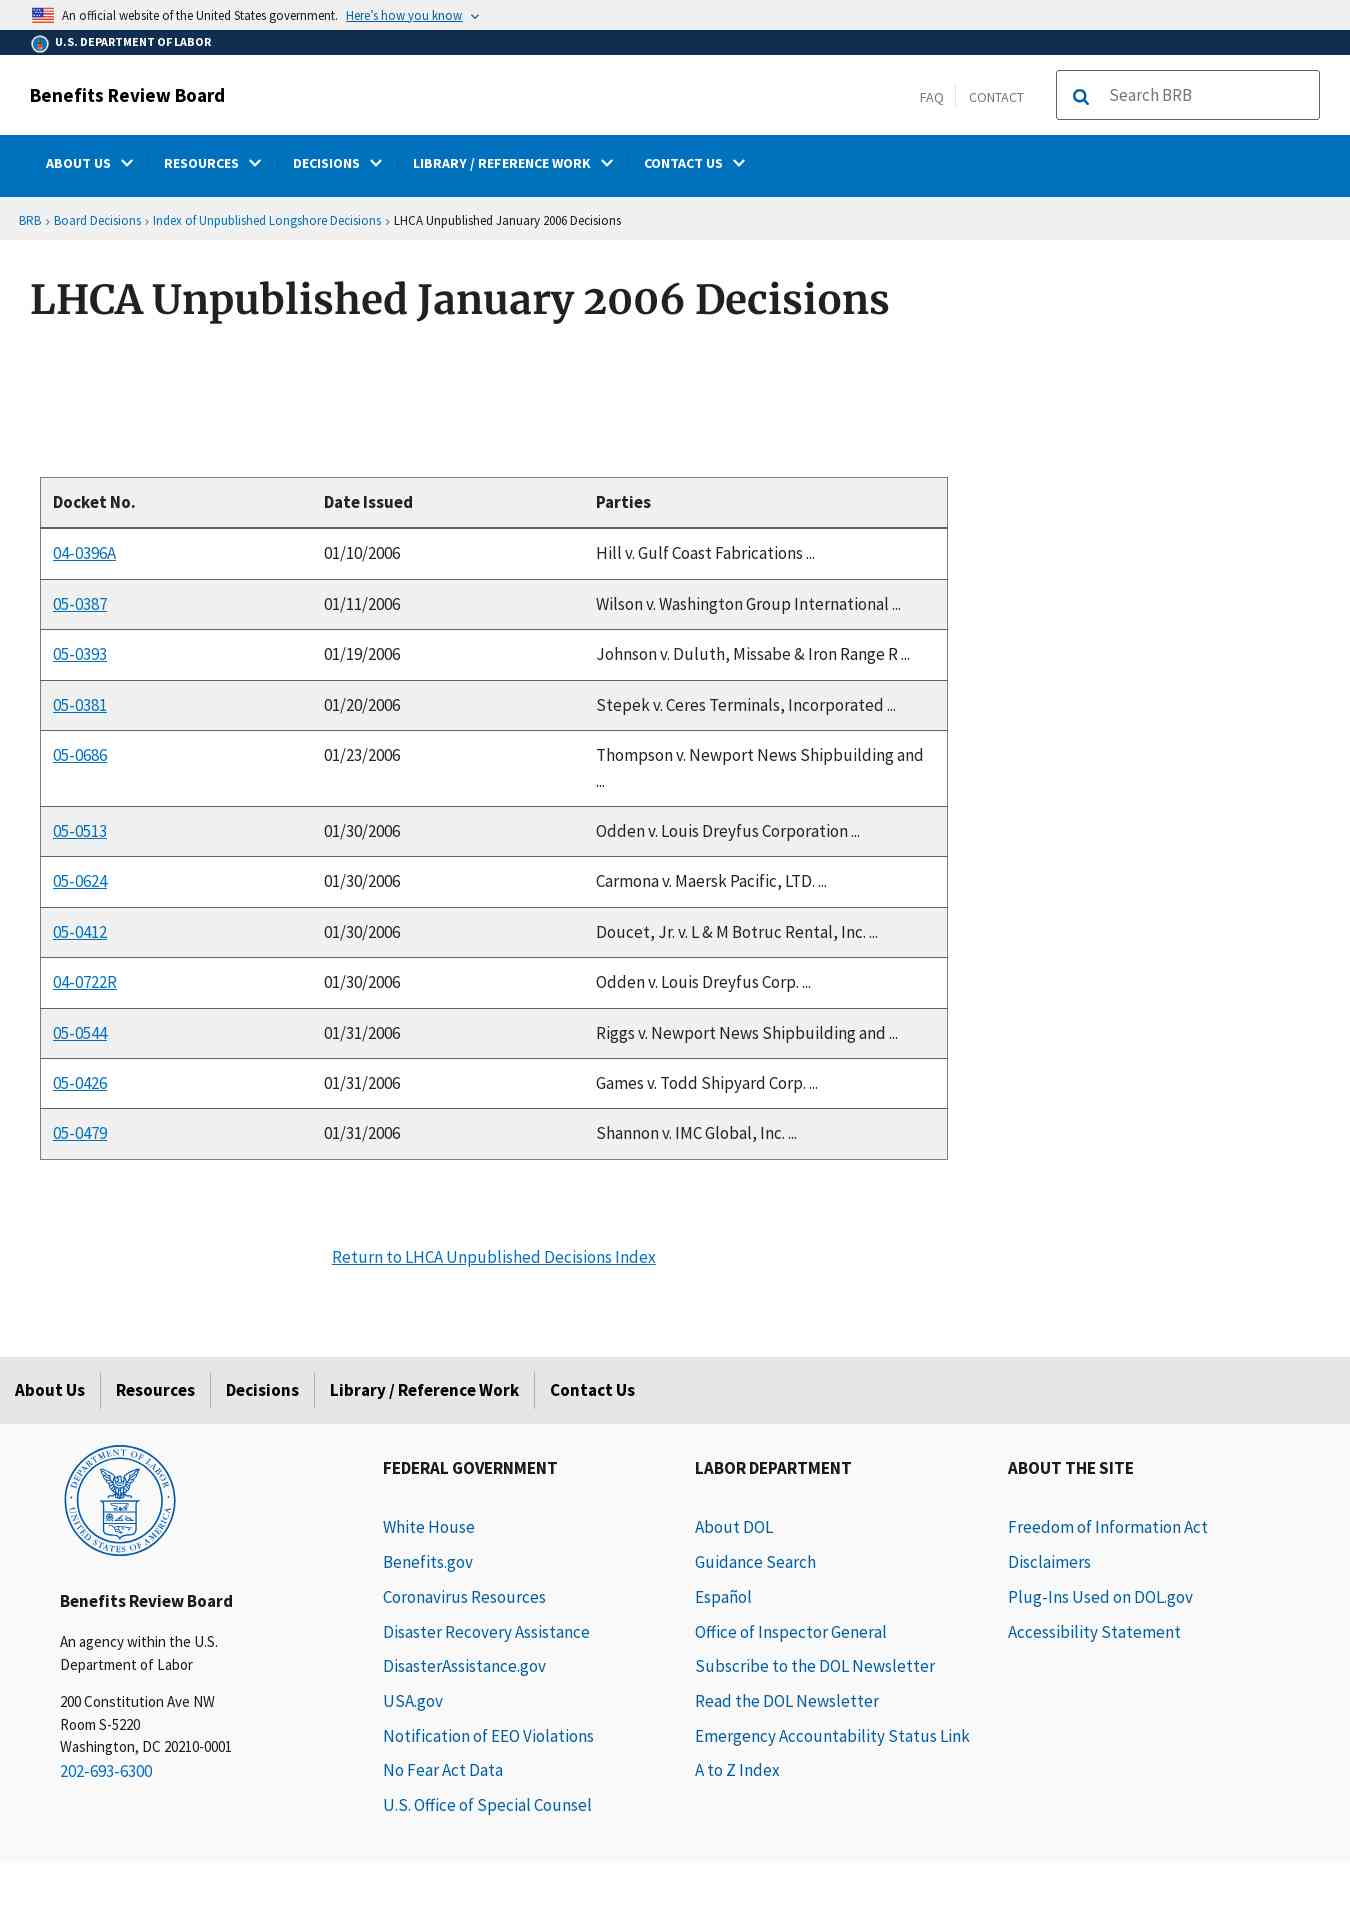 An official website of the United States government. Here's how you know
U.S. DEPARTMENT OF LABOR
Benefits Review Board
FAQ
CONTACT
Search BRB
ABOUT US
RESOURCES
DECISIONS
LIBRARY / REFERENCE WORK
CONTACT US
BRB › Board Decisions › Index of Unpublished Longshore Decisions › LHCA Unpublished January 2006 Decisions
LHCA Unpublished January 2006 Decisions
Docket No. Date Issued Parties
04-0396A 01/10/2006 Hill v. Gulf Coast Fabrications ...
05-0387 01/11/2006 Wilson v. Washington Group International ...
05-0393 01/19/2006 Johnson v. Duluth, Missabe & Iron Range R ...
05-0381 01/20/2006 Stepek v. Ceres Terminals, Incorporated ...
05-0686 01/23/2006 Thompson v. Newport News Shipbuilding and
...
05-0513 01/30/2006 Odden v. Louis Dreyfus Corporation ...
05-0624 01/30/2006 Carmona v. Maersk Pacific, LTD. ...
05-0412 01/30/2006 Doucet, Jr. v. L & M Botruc Rental, Inc. ...
04-0722R 01/30/2006 Odden v. Louis Dreyfus Corp. ...
05-0544 01/31/2006 Riggs v. Newport News Shipbuilding and ...
05-0426 01/31/2006 Games v. Todd Shipyard Corp. ...
05-0479 01/31/2006 Shannon v. IMC Global, Inc. ...
Return to LHCA Unpublished Decisions Index
About Us
Resources
Decisions
Library / Reference Work
Contact Us
DEPARTMENT OF LABOR
UNITED STATES OF AMERICA
Benefits Review Board
An agency within the U.S.
Department of Labor
200 Constitution Ave NW
Room S-5220
Washington, DC 20210-0001
202-693-6300
FEDERAL GOVERNMENT
White House
Benefits.gov
Coronavirus Resources
Disaster Recovery Assistance
DisasterAssistance.gov
USA.gov
Notification of EEO Violations
No Fear Act Data
U.S. Office of Special Counsel
LABOR DEPARTMENT
About DOL
Guidance Search
Español
Office of Inspector General
Subscribe to the DOL Newsletter
Read the DOL Newsletter
Emergency Accountability Status Link
A to Z Index
ABOUT THE SITE
Freedom of Information Act
Disclaimers
Plug-Ins Used on DOL.gov
Accessibility Statement